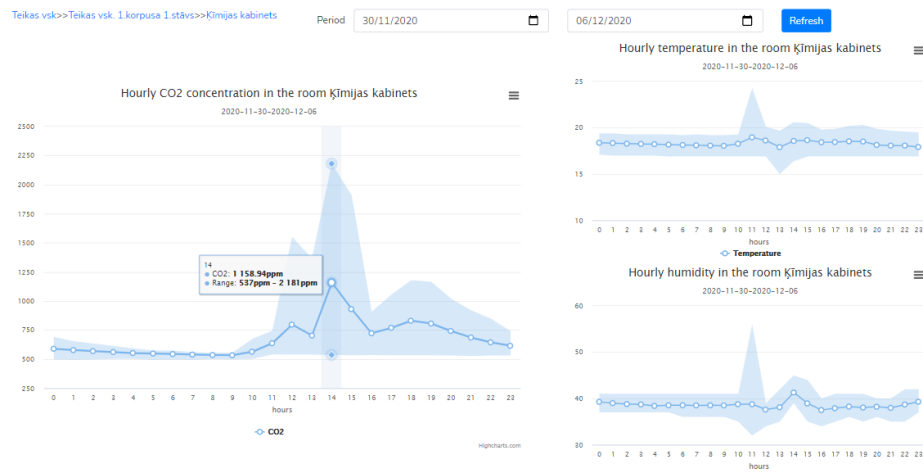 Teikas vsk>>Teikas vsk. 1.korpusa 1.stāvs>>Ķīmijas kabinets
Period 30/11/2020 06/12/2020 Refresh
Hourly CO2 concentration in the room Ķīmijas kabinets
2020-11-30-2020-12-06
2500
2250
2000
1750
1500
1250
1000
750
500
250
14
CO2: 1 158.94ppm
Range: 537ppm - 2 181ppm
0 1 2 3 4 5 6 7 8 9 10 11 12 13 14 15 16 17 18 19 20 21 22 23
hours
CO2
Highcharts.com
Hourly temperature in the room Ķīmijas kabinets
2020-11-30-2020-12-06
25
20
15
10
0 1 2 3 4 5 6 7 8 9 10 11 12 13 14 15 16 17 18 19 20 21 22 23
hours
Temperature
Hourly humidity in the room Ķīmijas kabinets
2020-11-30-2020-12-06
60
50
40
30
0 1 2 3 4 5 6 7 8 9 10 11 12 13 14 15 16 17 18 19 20 21 22 23
hours